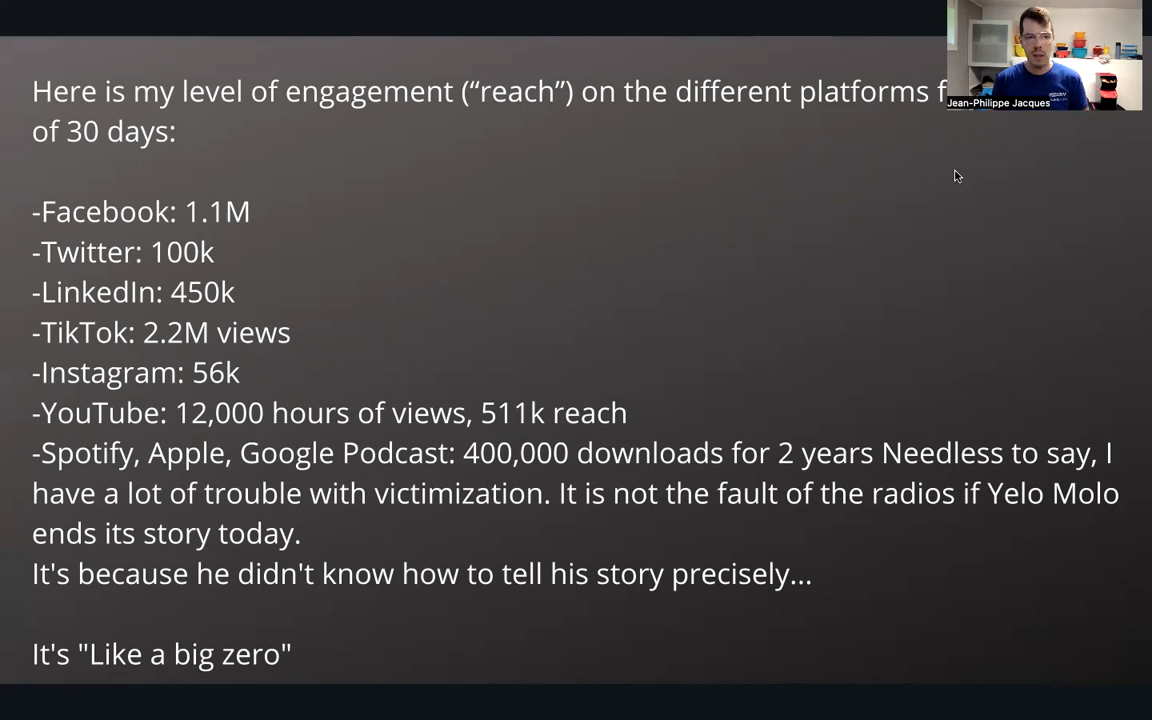 Here is my level of engagement (“reach”) on the different platforms
of 30 days:
-Facebook: 1.1M
-Twitter: 100k
-LinkedIn: 450k
-TikTok: 2.2M views
-Instagram: 56k
-YouTube: 12,000 hours of views, 511k reach
-Spotify, Apple, Google Podcast: 400,000 downloads for 2 years Needless to say, I
have a lot of trouble with victimization. It is not the fault of the radios if Yelo Molo
ends its story today.
It's because he didn't know how to tell his story precisely...
It's "Like a big zero"
Jean-Philippe Jacques